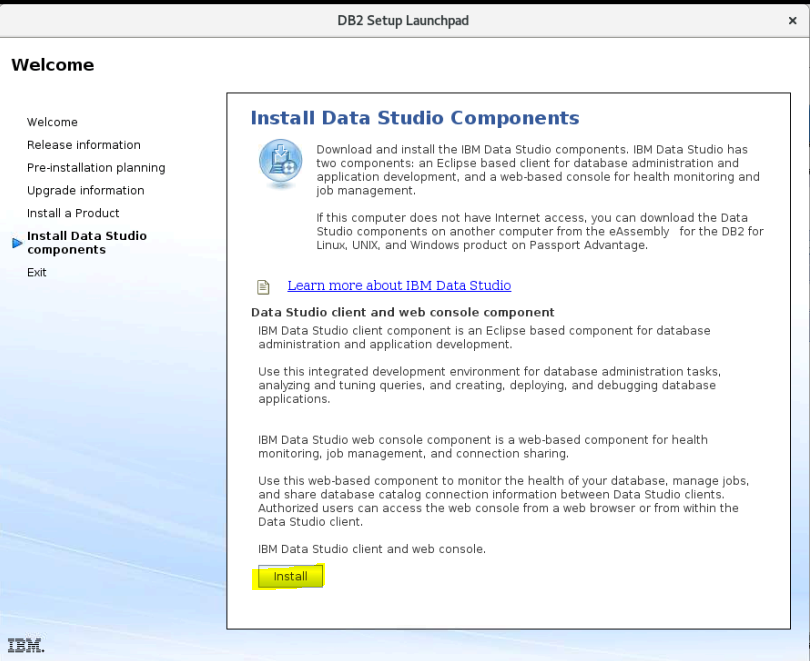 DB2 Setup Launchpad
×
Welcome
Welcome
Release information
Pre-installation planning
Upgrade information
Install a Product
Install Data Studio
components
Exit
Install Data Studio Components
Download and install the IBM Data Studio components. IBM Data Studio has
two components: an Eclipse based client for database administration and
application development, and a web-based console for health monitoring and
job management.
If this computer does not have Internet access, you can download the Data
Studio components on another computer from the eAssembly for the DB2 for
Linux, UNIX, and Windows product on Passport Advantage.
Learn more about IBM Data Studio
Data Studio client and web console component
IBM Data Studio client component is an Eclipse based component for database
administration and application development.
Use this integrated development environment for database administration tasks,
analyzing and tuning queries, and creating, deploying, and debugging database
applications.
IBM Data Studio web console component is a web-based component for health
monitoring, job management, and connection sharing.
Use this web-based component to monitor the health of your database, manage jobs,
and share database catalog connection information between Data Studio clients.
Authorized users can access the web console from a web browser or from within the
Data Studio client.
IBM Data Studio client and web console.
Install
IBM.